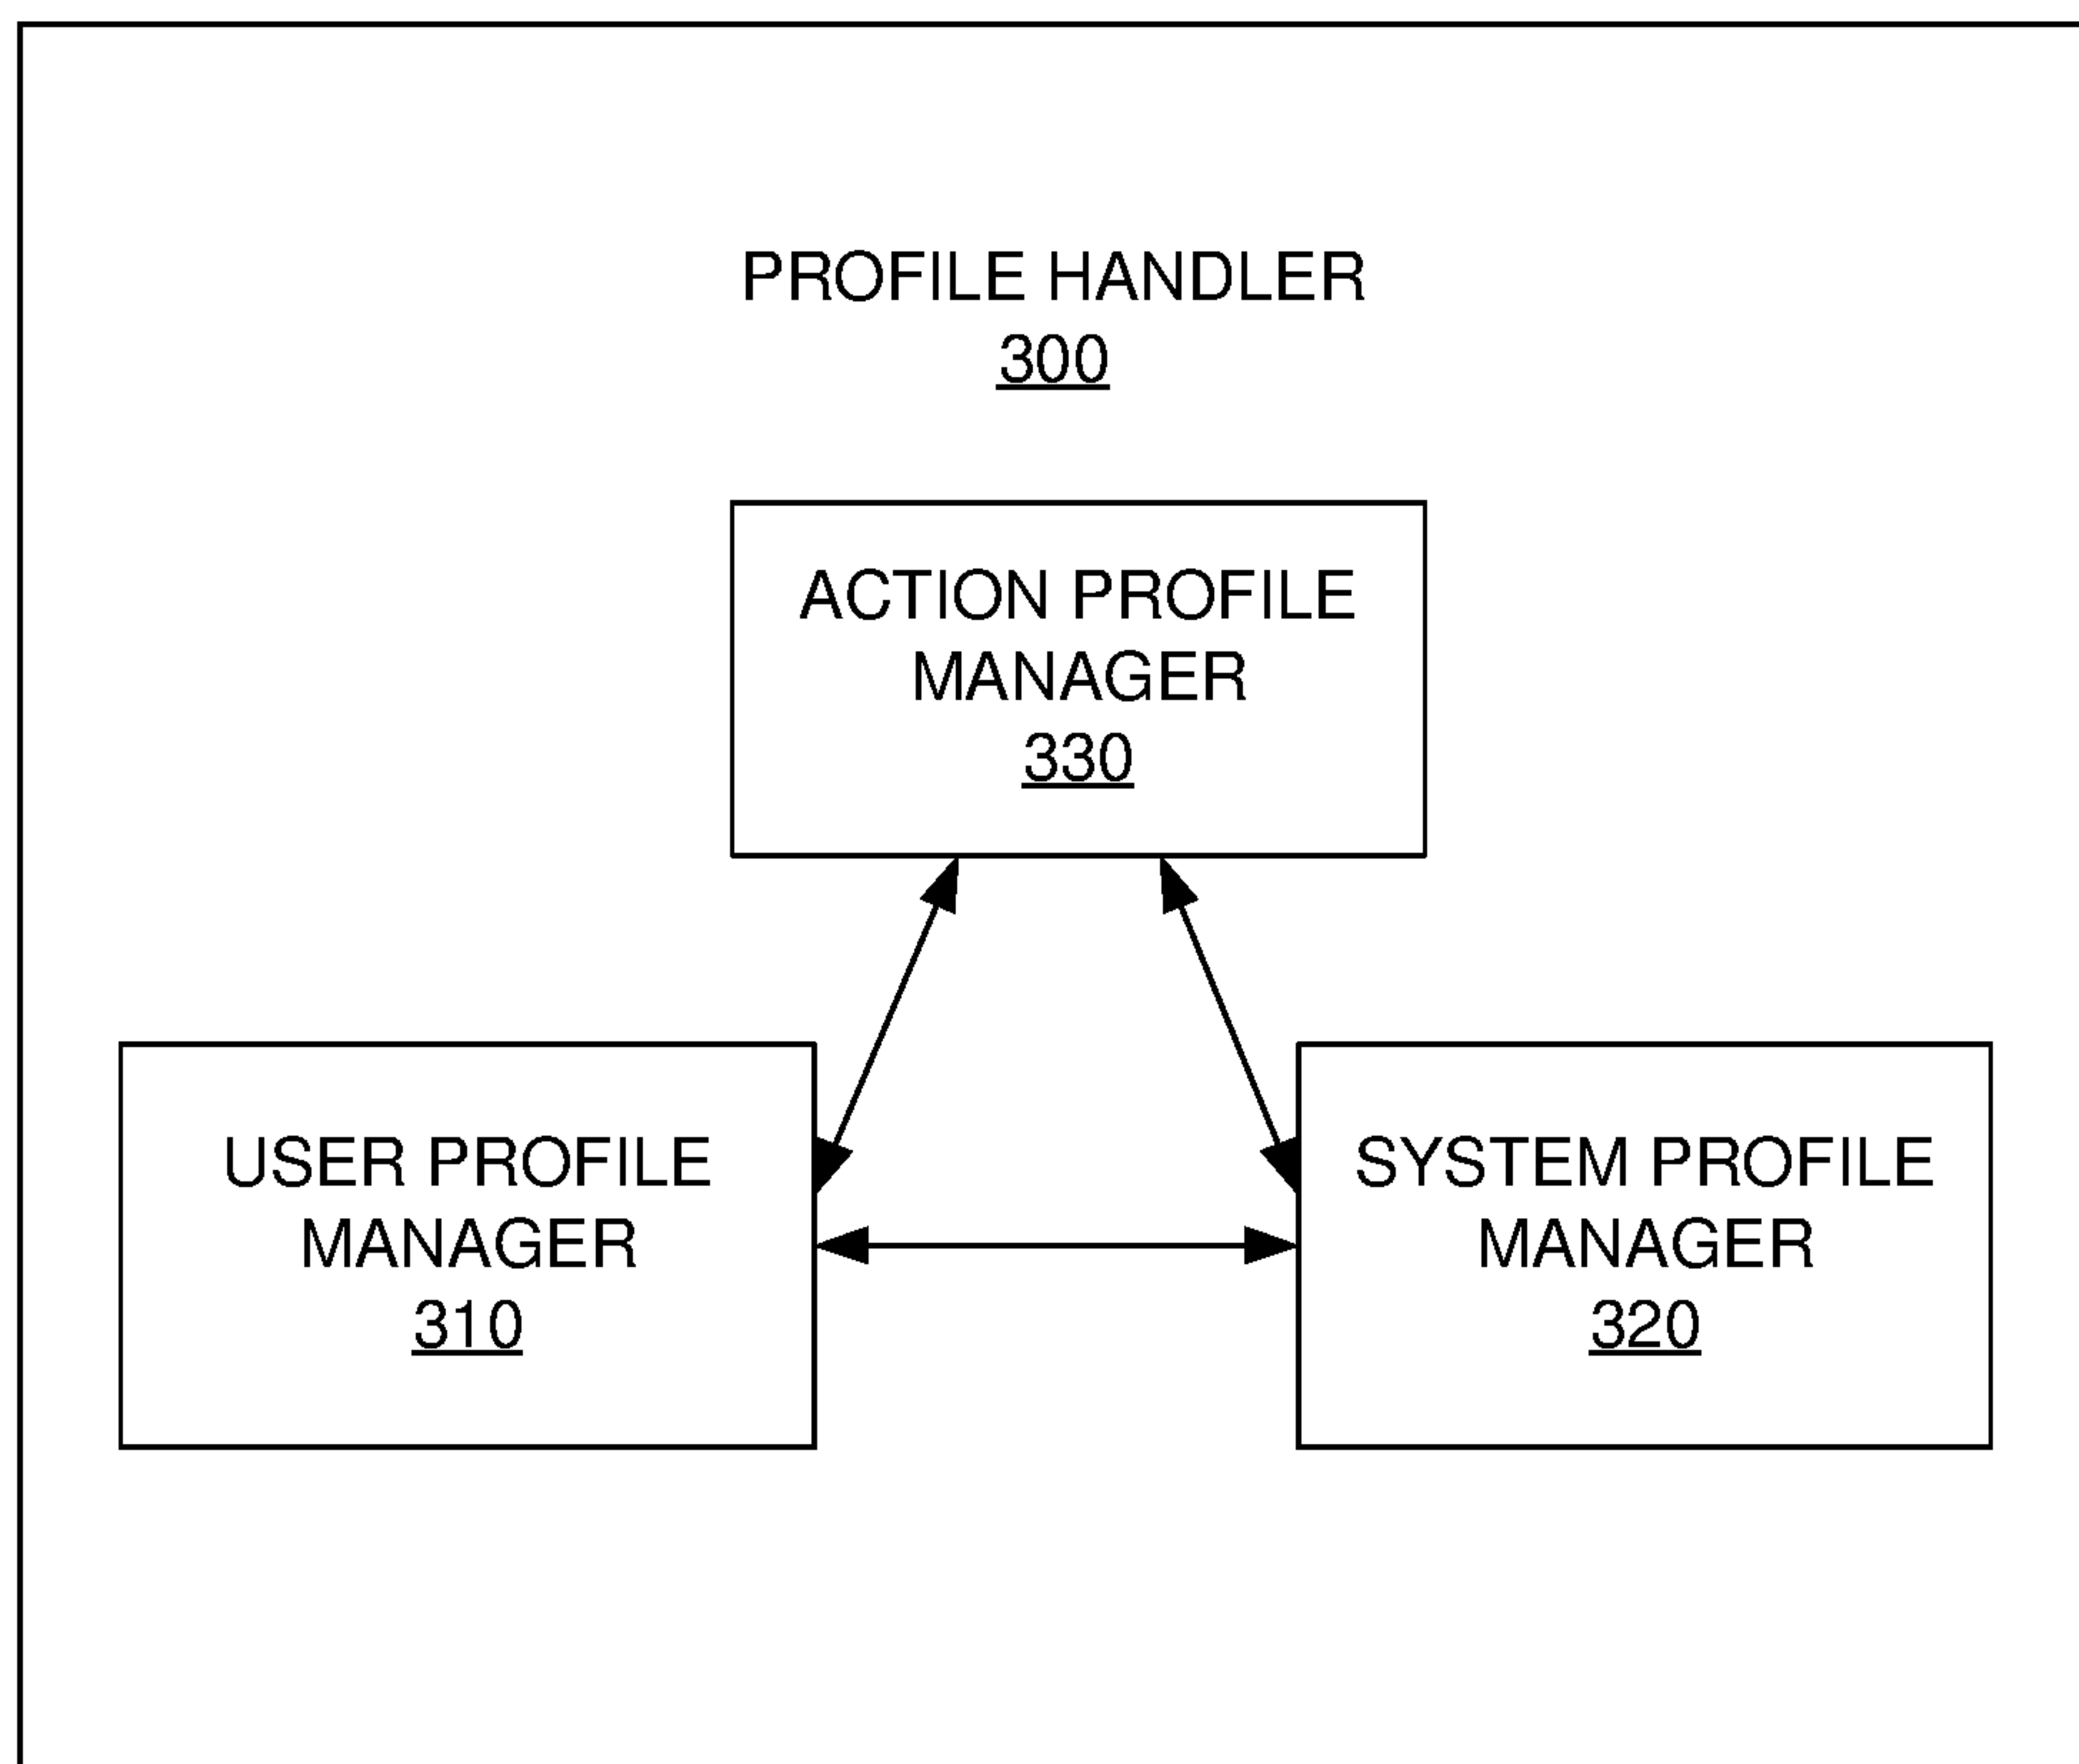 PROFILE HANDLER
300
ACTION PROFILE
MANAGER
330
USER PROFILE
MANAGER
310
SYSTEM PROFILE
MANAGER
320